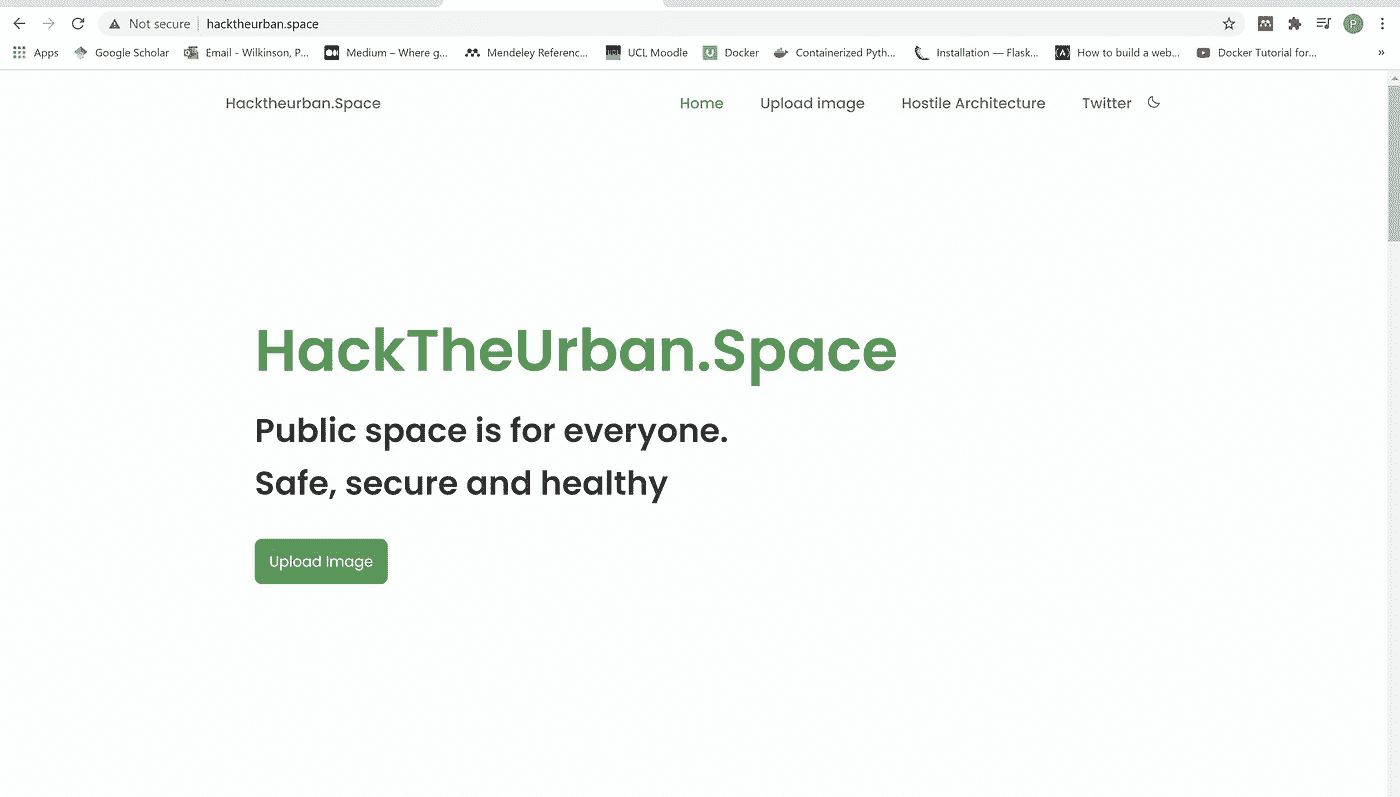 Not secure hacktheurban.space P
Apps Google Scholar Email - Wilkinson, P... Medium – Where g... Mendeley Referenc... UCL Moodle Docker Containerized Pyth... Installation — Flask... How to build a web... Docker Tutorial for... »
Hacktheurban.Space Home Upload image Hostile Architecture Twitter
HackTheUrban.Space
Public space is for everyone.
Safe, secure and healthy
Upload Image